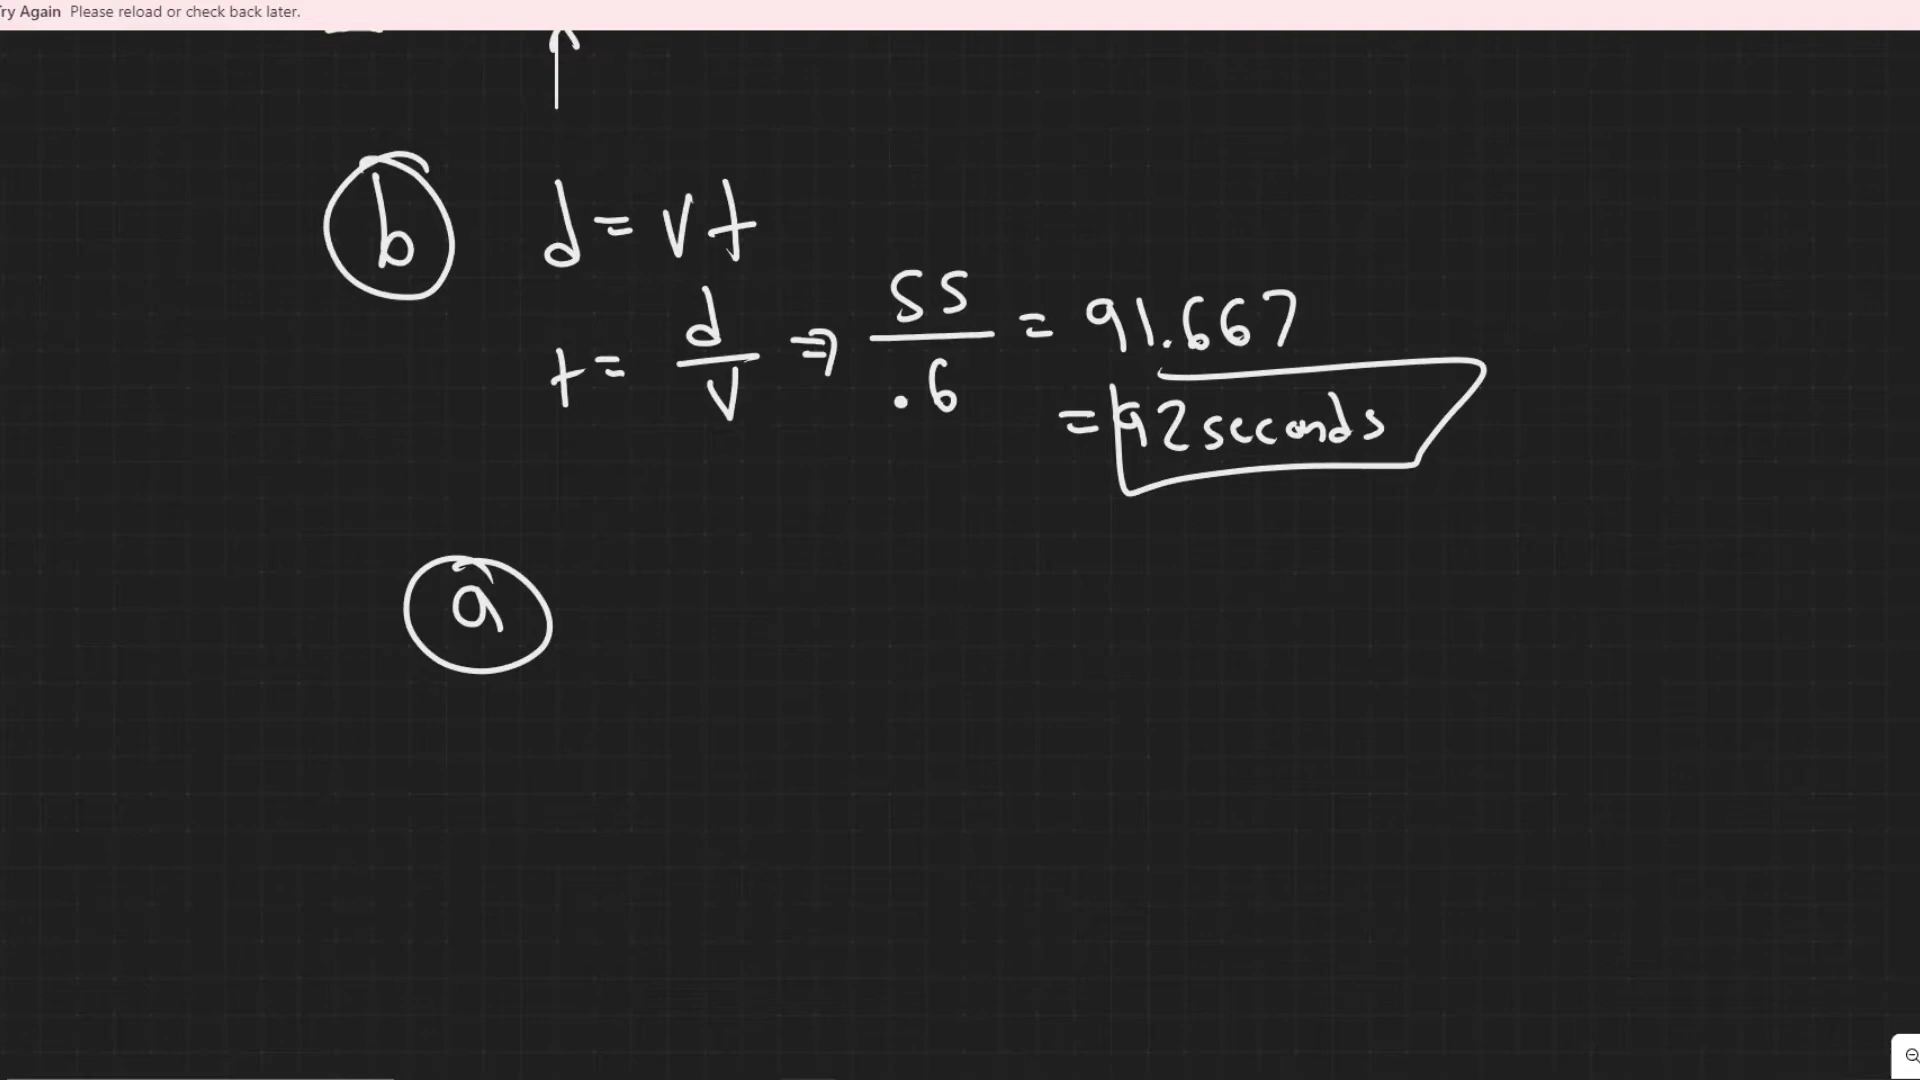 Try Again Please reload or check back later.
b d = vt
t = d/v ⇒ 55/.6 = 91.667
= 92 seconds
a